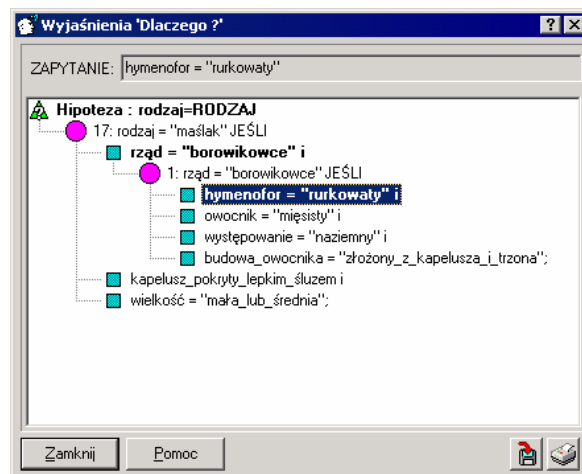 Wyjaśnienia 'Dlaczego ?'
ZAPYTANIE: hymenofor = "rurkowaty"
Hipoteza : rodzaj=RODZAJ
17: rodzaj = "maślak" JEŚLI
rząd = "borowikowce" i
1: rząd = "borowikowce" JEŚLI
hymenofor = "rurkowaty" i
owocnik = "mięsisty" i
występowanie = "naziemny" i
budowa_owocnika = "złożony_z_kapelusza_i_trzona";
kapelusz_pokryty_lepkim_śluzem i
wielkość = "mała_lub_średnia";
Zamknij Pomoc